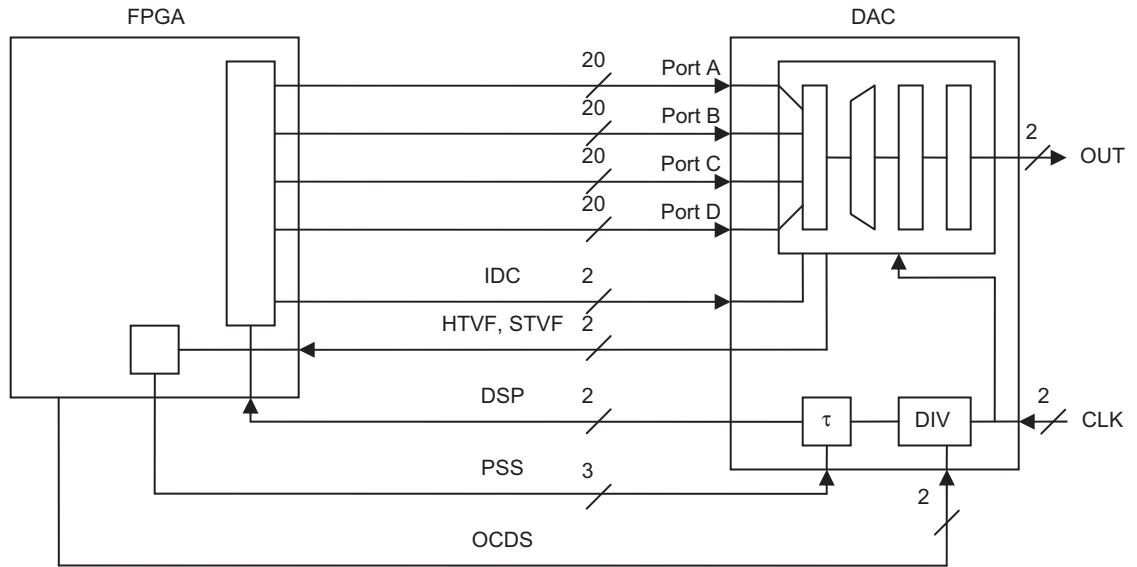 FPGA
DAC
20
Port A
20
Port B
20
Port C
20
Port D
2
OUT
IDC
2
HTVF, STVF
2
DSP
2
τ
DIV
2
CLK
PSS
3
2
OCDS